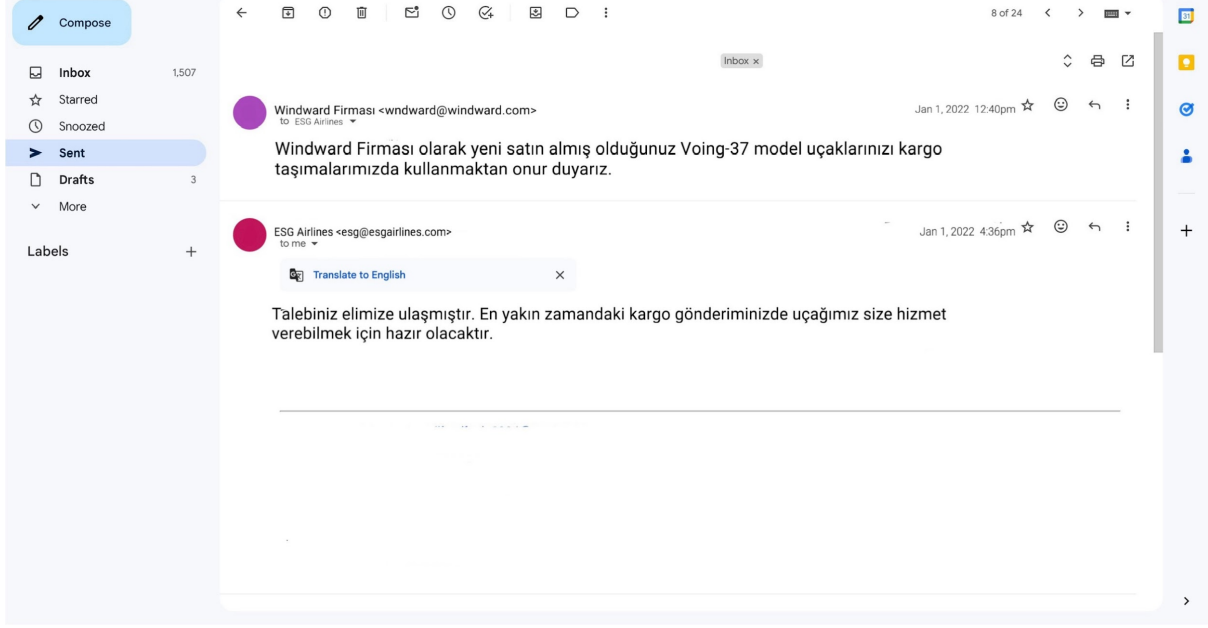 Compose
8 of 24
31
Inbox 1,507
Inbox x
Starred
Snoozed
Sent
Drafts 3
More
Labels
Windward Firması <wndward@windward.com>
Jan 1, 2022 12:40pm
to ESG Airlines
Windward Firması olarak yeni satın almış olduğunuz Voing-37 model uçaklarınızı kargo
taşımalarımızda kullanmaktan onur duyarız.
ESG Airlines <esg@esgairlines.com>
Jan 1, 2022 4:36pm
to me
Translate to English
Talebiniz elimize ulaşmıştır. En yakın zamandaki kargo gönderiminizde uçağımız size hizmet
verebilmek için hazır olacaktır.